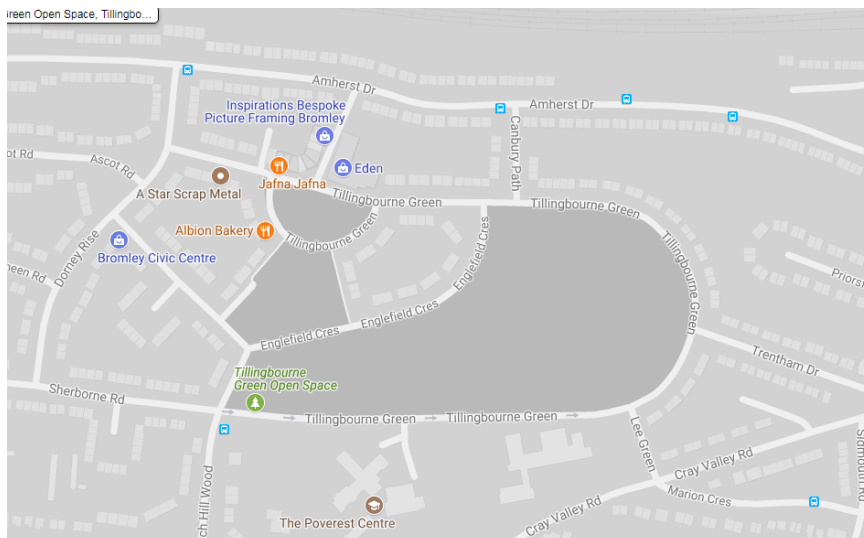 reen Open Space, Tillingbo...
Amherst Dr
Amherst Dr
Inspirations Bespoke
Picture Framing Bromley
Canbury Path
cot Rd
Ascot Rd
Eden
Jafna Jafna
A Star Scrap Metal
Tillingbourne Green
Tillingbourne Green
Albion Bakery
Tillingbourne Green
Tillingbourne Green
Dorney Rise
Bromley Civic Centre
Englefield Cres
een Rd
Priors
Englefield Cres
Englefield Cres
Trentham Dr
Tillingbourne
Green Open Space
Sherborne Rd
Tillingbourne Green
Tillingbourne Green
Lee Green
Sidmouth Rd
Cray Valley Rd
ch Hill Wood
Marion Cres
Cray Valley Rd
The Poverest Centre